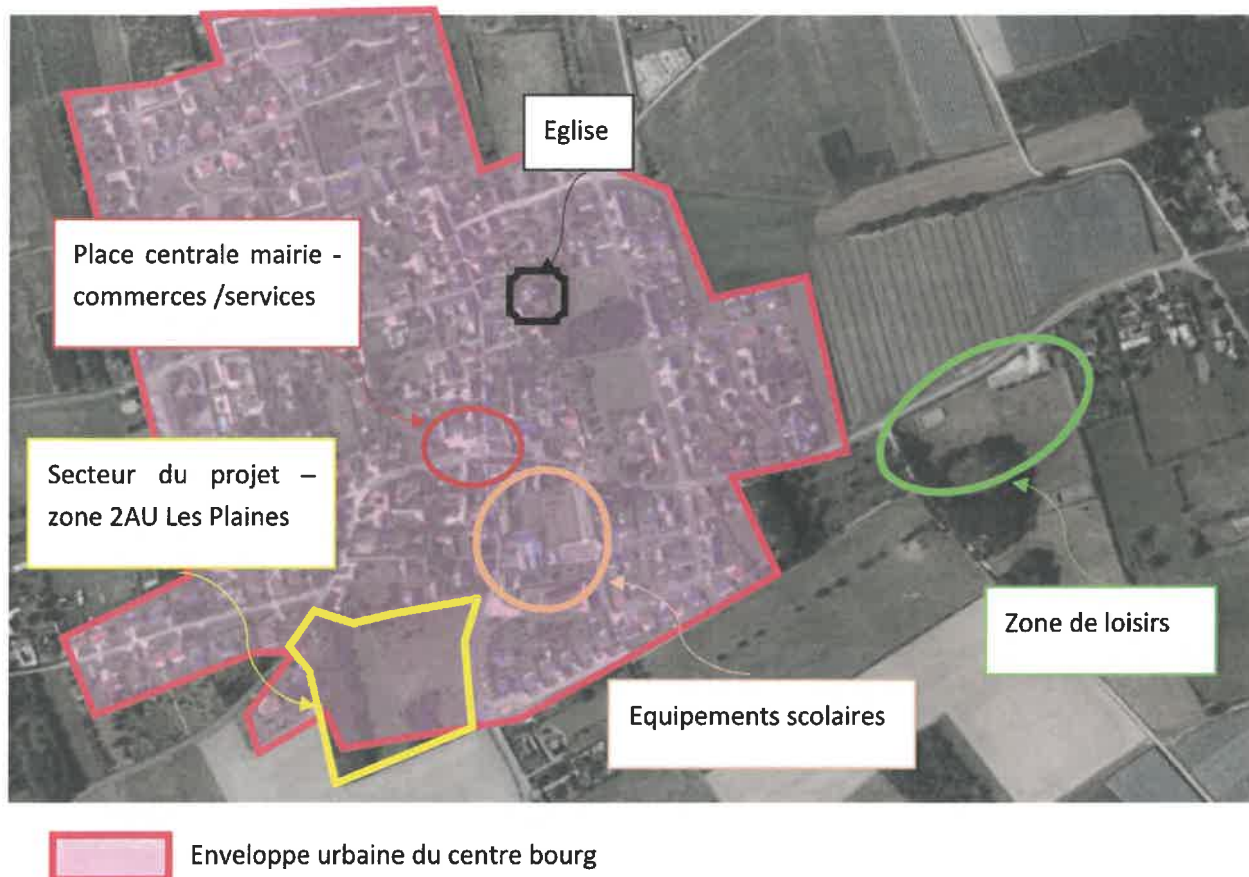 Eglise
Place centrale mairie -
commerces /services
Secteur du projet –
zone 2AU Les Plaines
Zone de loisirs
Equipements scolaires
Enveloppe urbaine du centre bourg